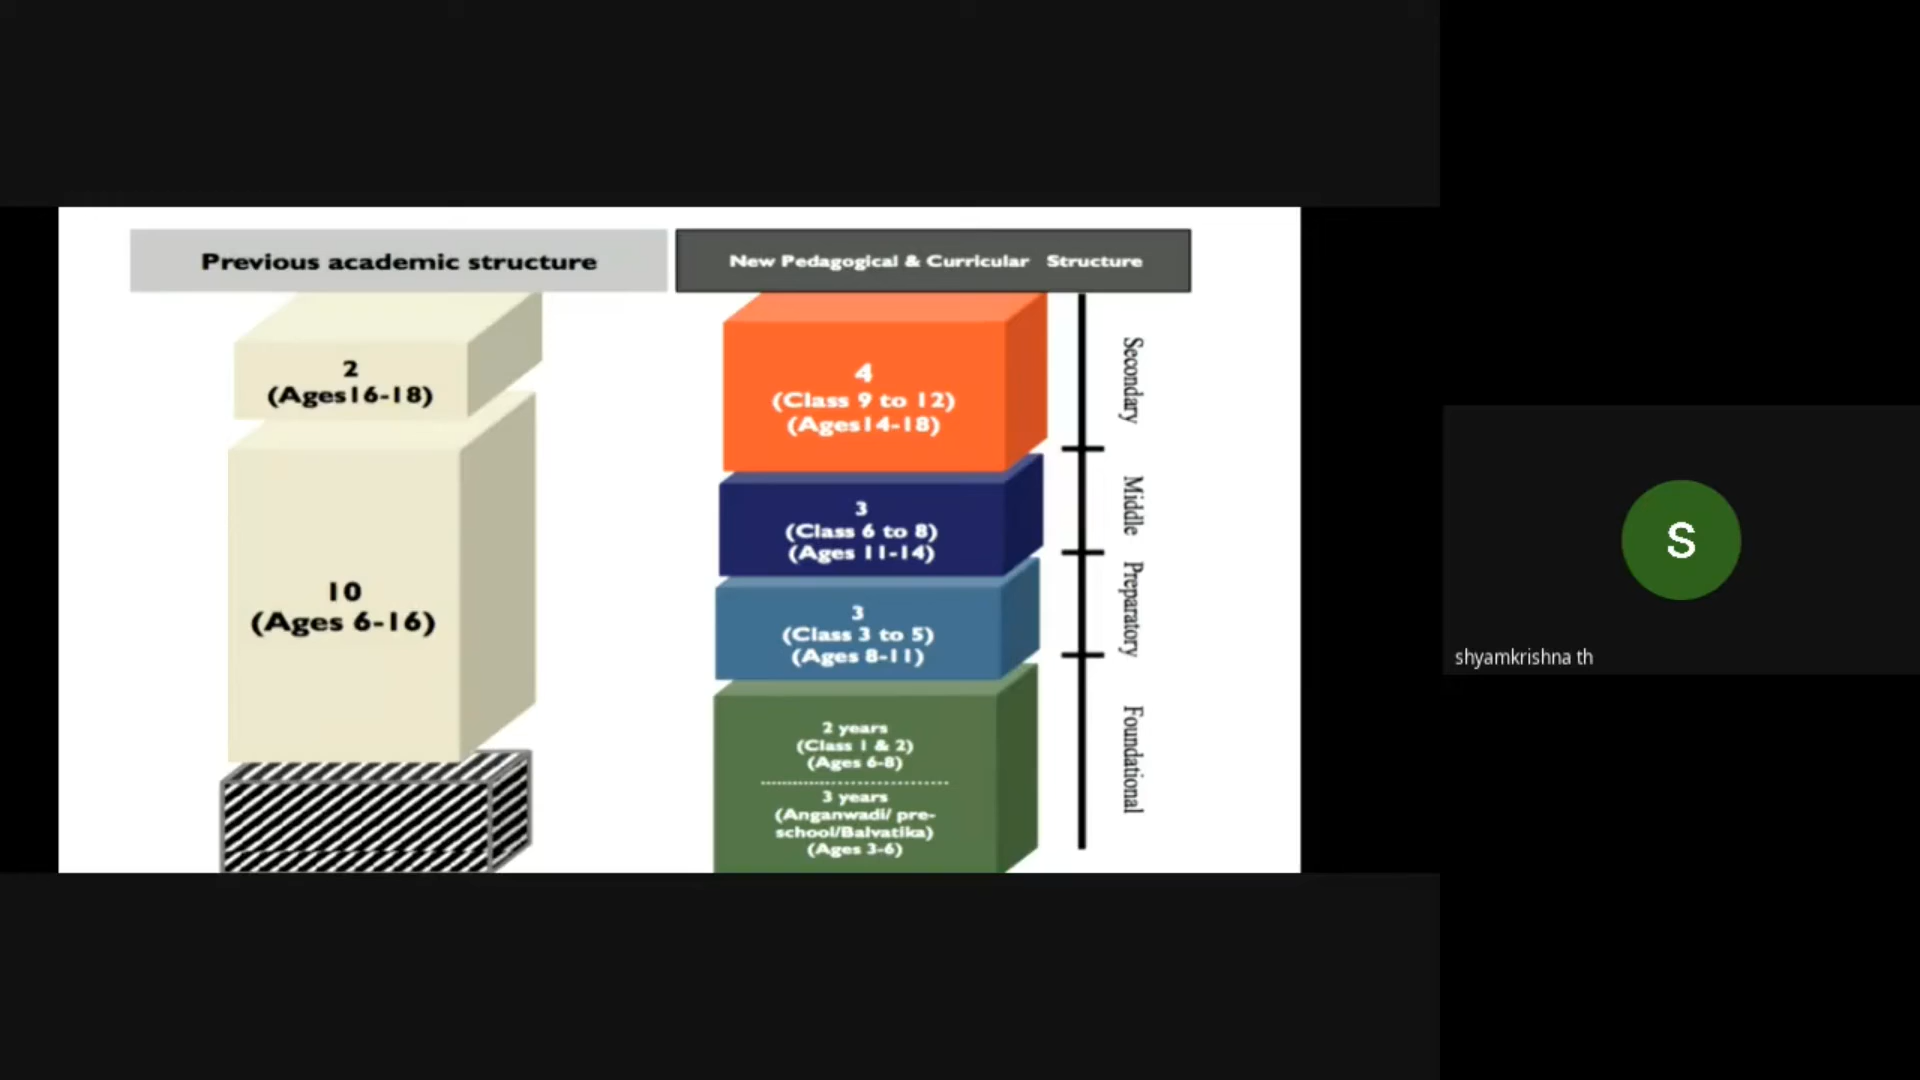 Previous academic structure
New Pedagogical & Curricular Structure
2
(Ages16-18)
10
(Ages 6-16)
4
(Class 9 to 12)
(Ages14-18)
3
(Class 6 to 8)
(Ages 11-14)
3
(Class 3 to 5)
(Ages 8-11)
2 years
(Class 1 & 2)
(Ages 6-8)
3 years
(Anganwadi/ pre-
school/Balvatika)
(Ages 3-6)
Secondary
Middle
Preparatory
Foundational
S
shyamkrishna th